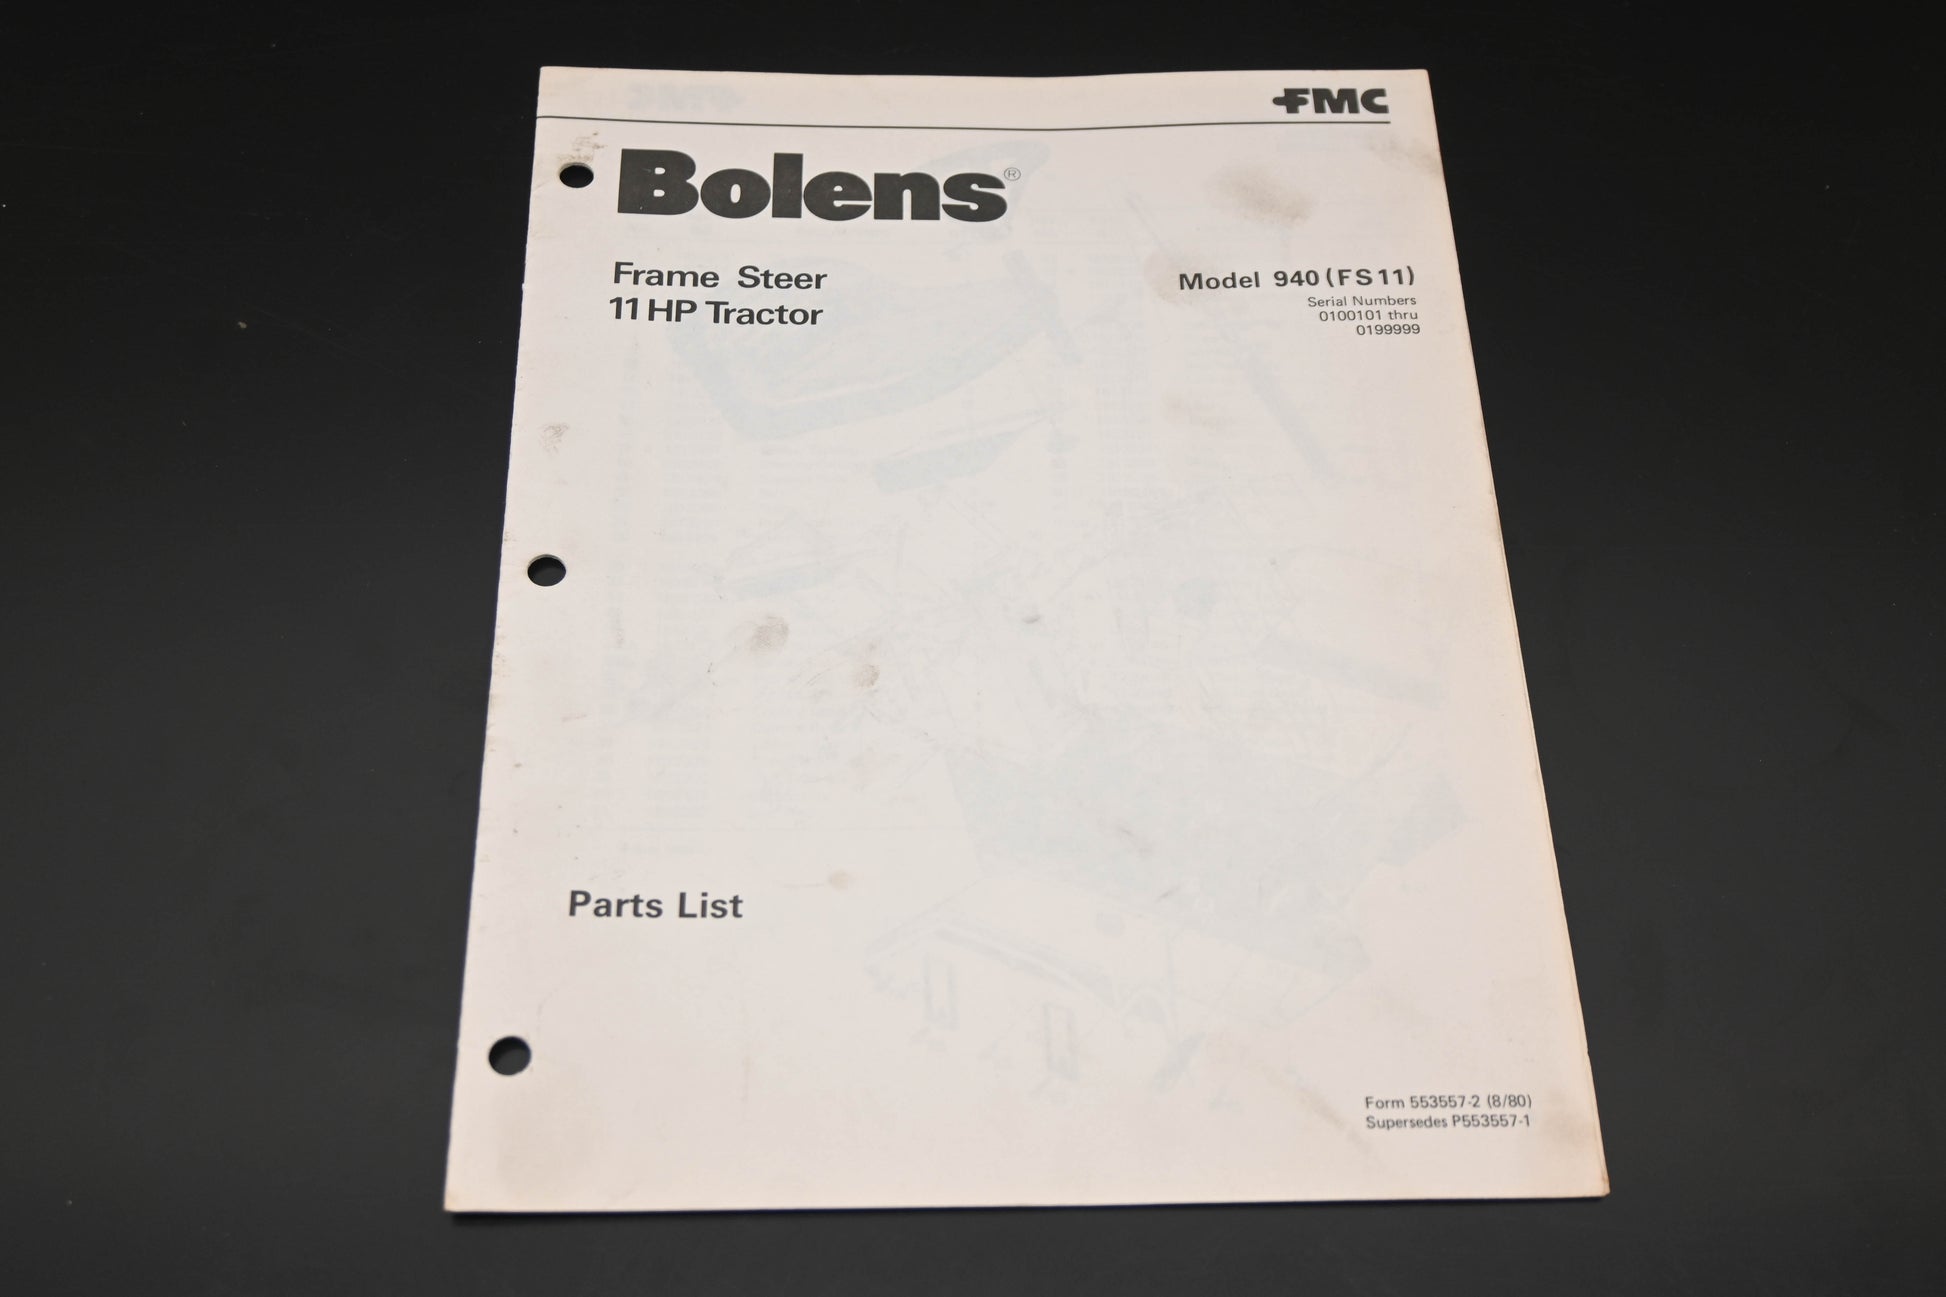 FMC
Bolens®
Frame Steer
11 HP Tractor
Model 940 (FS11)
Serial Numbers
0100101 thru
0199999
Parts List
Form 553557-2 (8/80)
Supersedes P553557-1